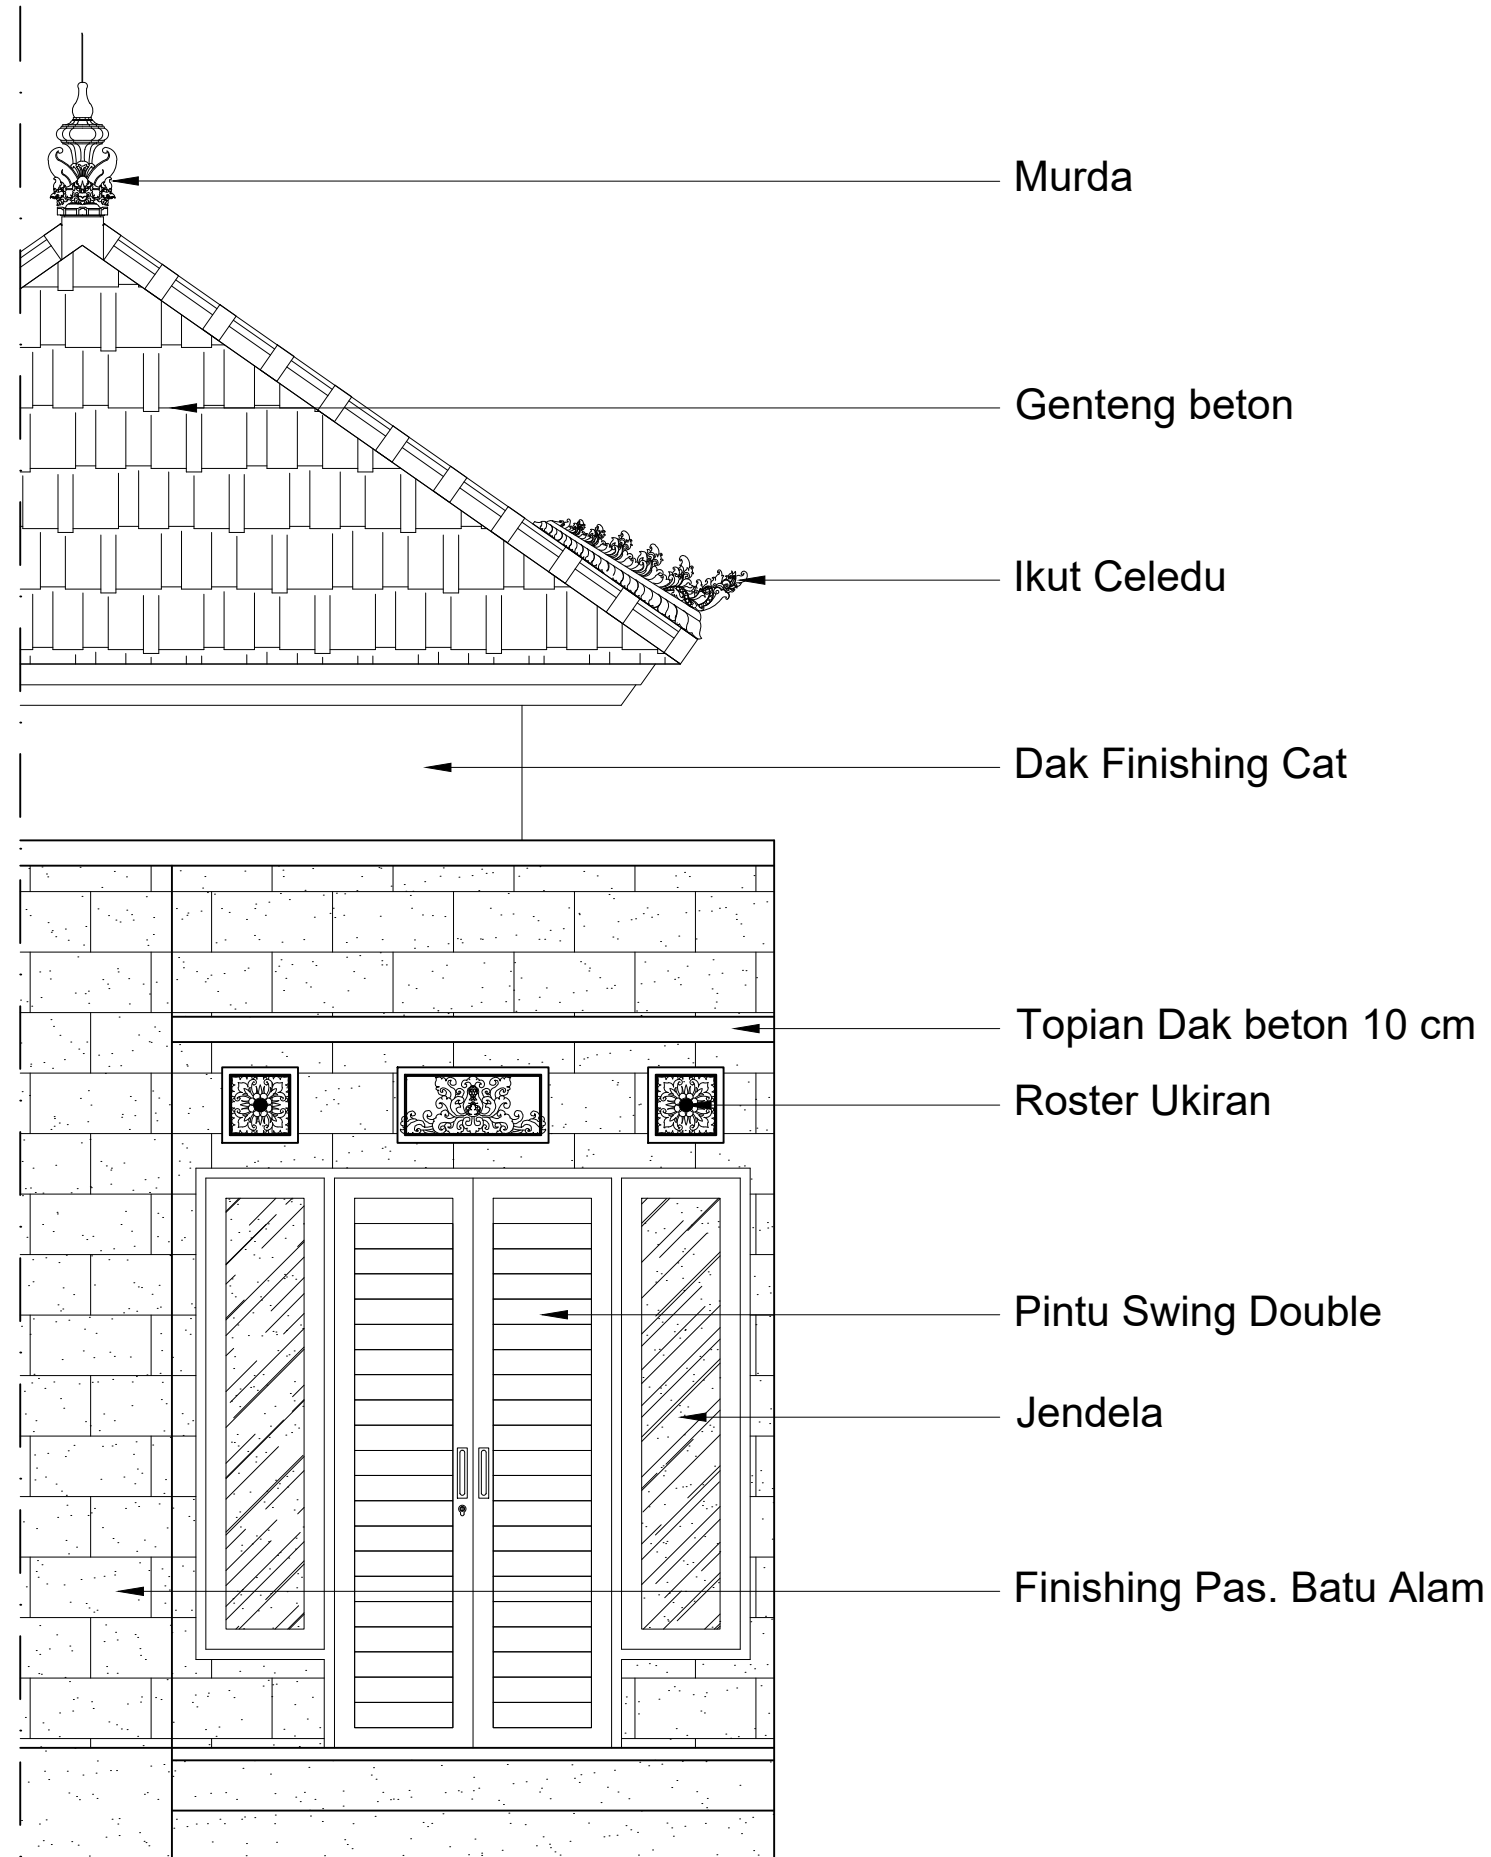 Murda
Genteng beton
Ikut Celedu
Dak Finishing Cat
Topian Dak beton 10 cm
Roster Ukiran
Pintu Swing Double
Jendela
Finishing Pas. Batu Alam